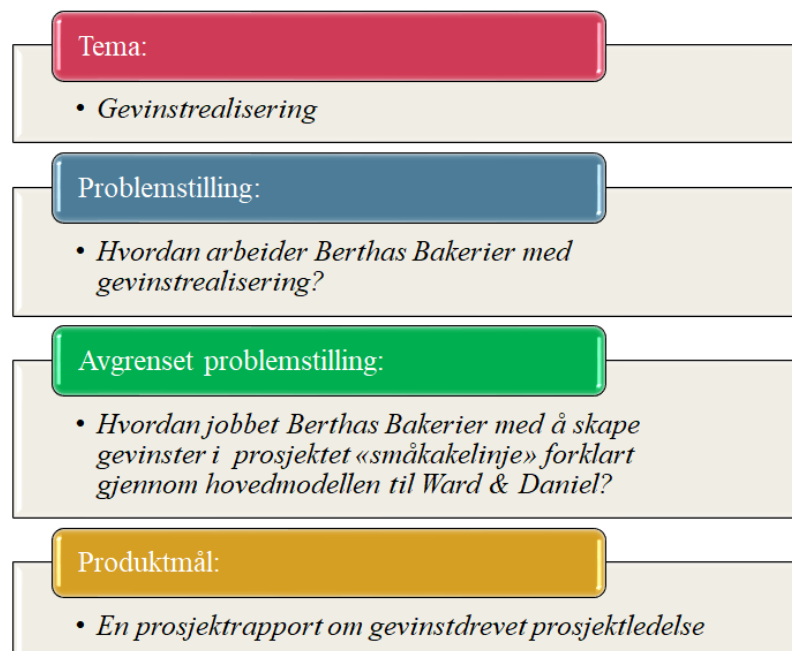 Tema:
• Gevinstrealisering
Problemstilling:
• Hvordan arbeider Berthas Bakerier med
gevinstrealisering?
Avgrenset problemstilling:
• Hvordan jobbet Berthas Bakerier med å skape
gevinster i prosjektet «småkakelinje» forklart
gjennom hovedmodellen til Ward & Daniel?
Produktmål:
• En prosjektrapport om gevinstdrevet prosjektledelse